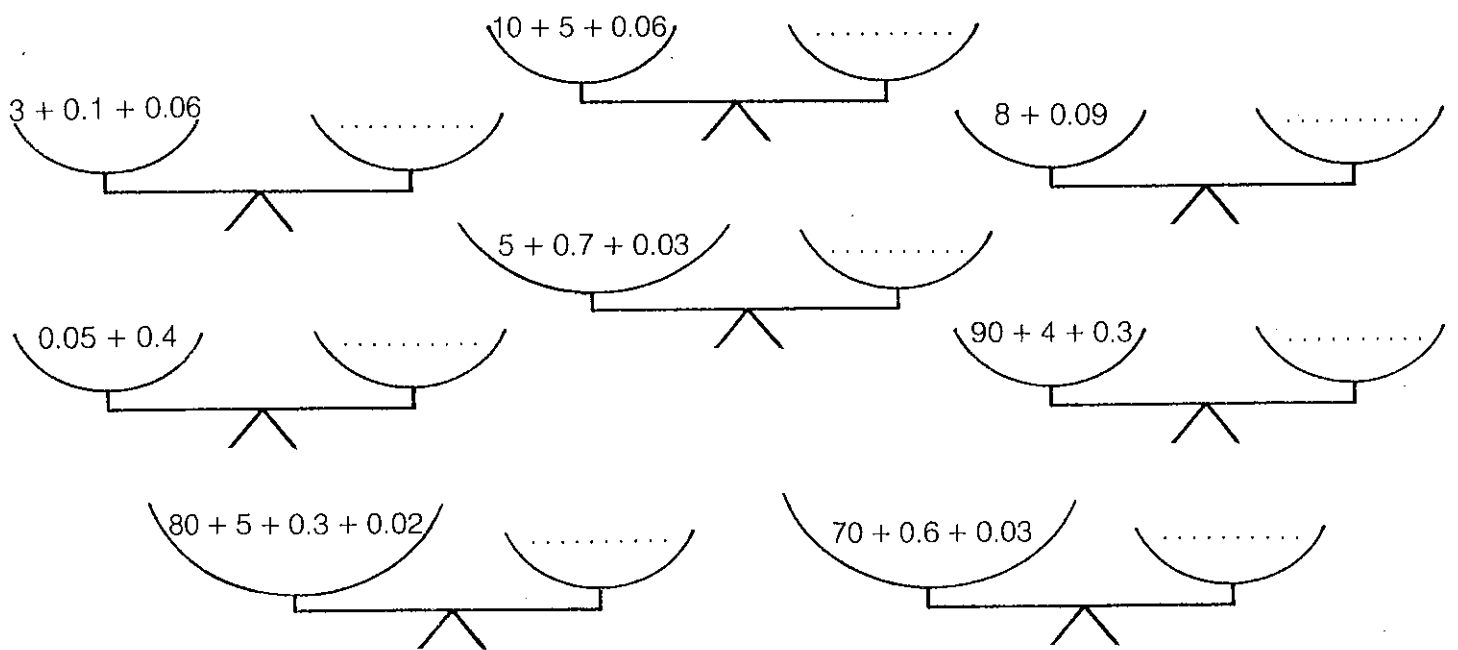 10 + 5 + 0.06 ..........
3 + 0.1 + 0.06 ..........
8 + 0.09 ..........
5 + 0.7 + 0.03 ..........
0.05 + 0.4 ..........
90 + 4 + 0.3 ..........
80 + 5 + 0.3 + 0.02 ..........
70 + 0.6 + 0.03 ..........